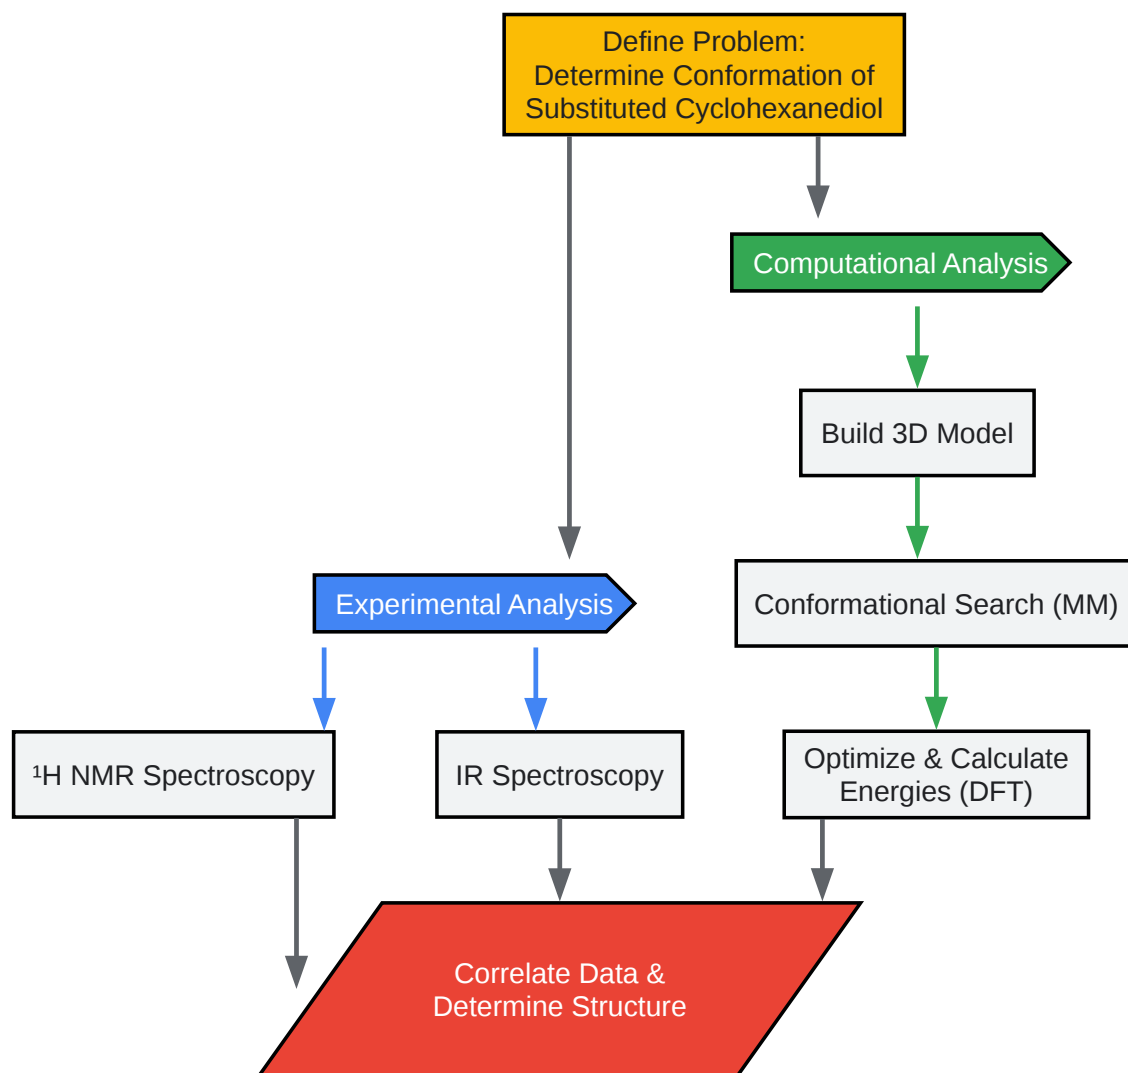 Define Problem:
Determine Conformation of
Substituted Cyclohexanediol
Computational Analysis
Build 3D Model
Experimental Analysis
Conformational Search (MM)
¹H NMR Spectroscopy
IR Spectroscopy
Optimize & Calculate
Energies (DFT)
Correlate Data &
Determine Structure